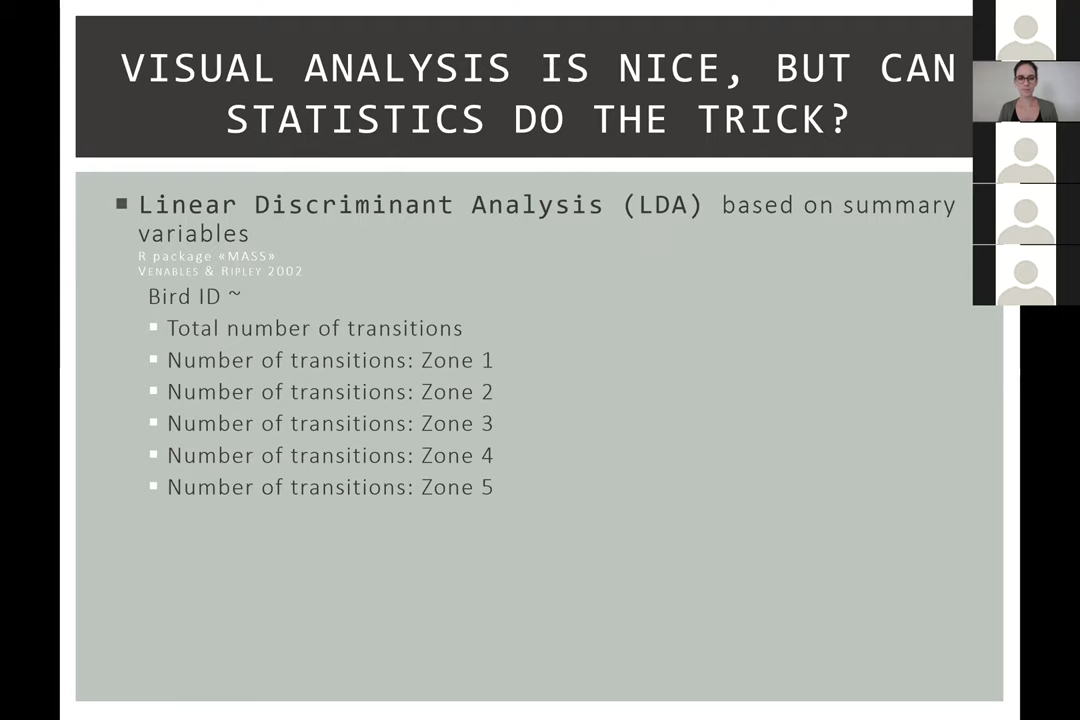 VISUAL ANALYSIS IS NICE, BUT CAN
STATISTICS DO THE TRICK?
Linear Discriminant Analysis (LDA) based on summary
variables
R package «MASS»
VENABLES & RIPLEY 2002
Bird ID ~
Total number of transitions
Number of transitions: Zone 1
Number of transitions: Zone 2
Number of transitions: Zone 3
Number of transitions: Zone 4
Number of transitions: Zone 5